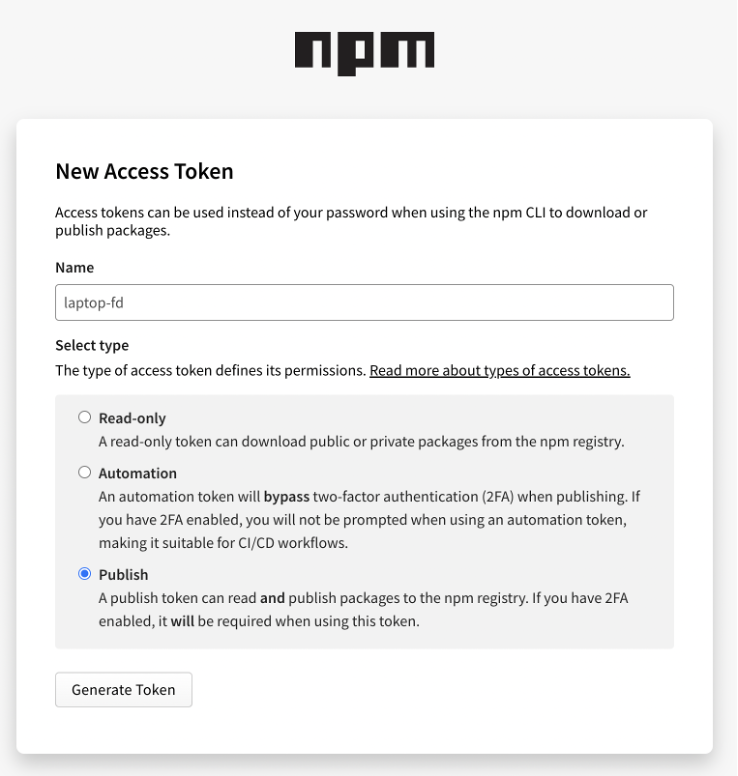 npm
New Access Token
Access tokens can be used instead of your password when using the npm CLI to download or
publish packages.
Name
laptop-fd
Select type
The type of access token defines its permissions. Read more about types of access tokens.
Read-only
A read-only token can download public or private packages from the npm registry.
Automation
An automation token will bypass two-factor authentication (2FA) when publishing. If
you have 2FA enabled, you will not be prompted when using an automation token,
making it suitable for CI/CD workflows.
Publish
A publish token can read and publish packages to the npm registry. If you have 2FA
enabled, it will be required when using this token.
Generate Token